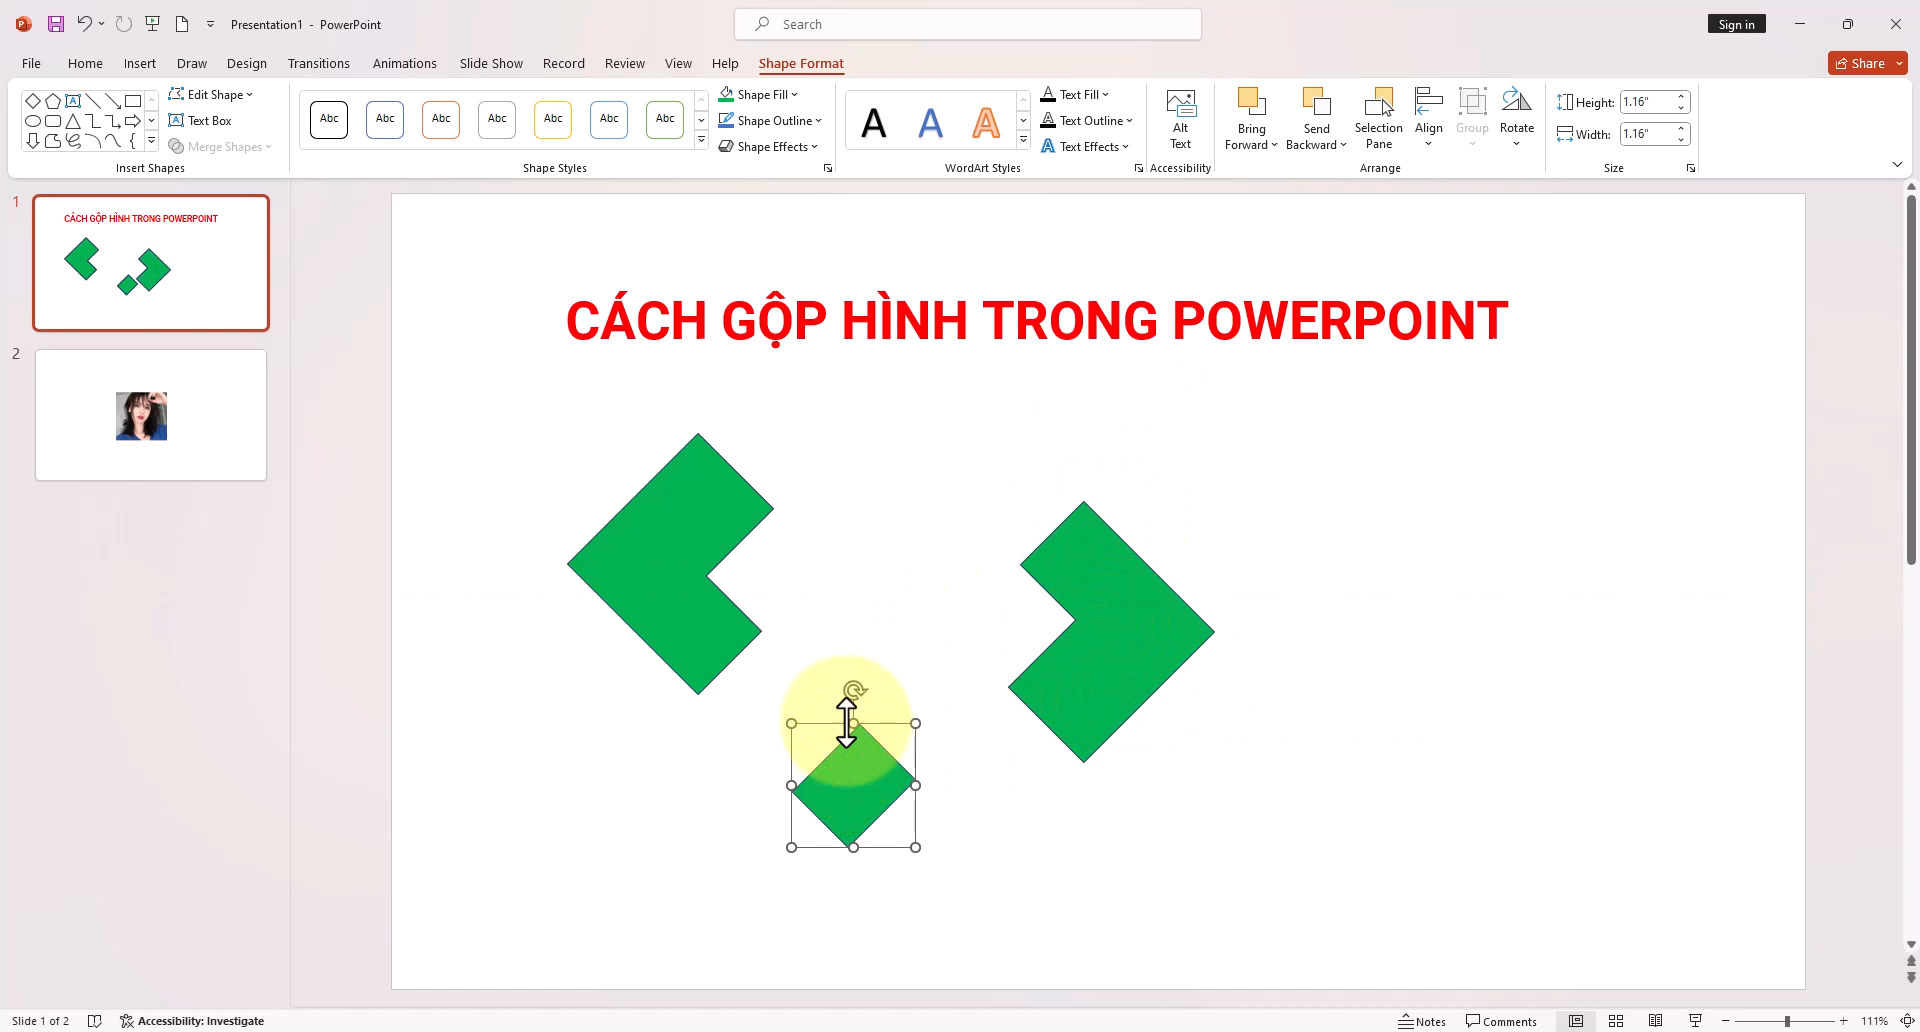 Presentation1 - PowerPoint
Search
Sign in
File Home Insert Draw Design Transitions Animations Slide Show Record Review View Help Shape Format
Share
Edit Shape
Text Box
Merge Shapes
Insert Shapes
Abc Abc Abc Abc Abc Abc Abc
Shape Fill
Shape Outline
Shape Effects
Shape Styles
A A A
Text Fill
Text Outline
Text Effects
WordArt Styles
Alt Text
Accessibility
Bring Forward
Send Backward
Selection Pane
Align
Group
Rotate
Arrange
Height: 1.16"
Width: 1.16"
Size
1
CÁCH GỘP HÌNH TRONG POWERPOINT
2
CÁCH GỘP HÌNH TRONG POWERPOINT
Slide 1 of 2
Accessibility: Investigate
Notes
Comments
111%